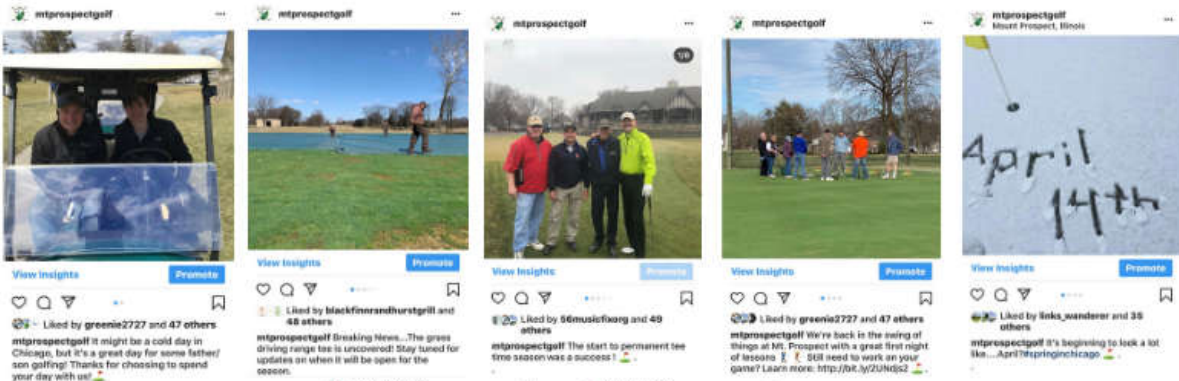 mtprospectgolf
View Insights
Promote
Liked by greenie2727 and 47 others
mtprospectgolf It might be a cold day in
Chicago, but it's a great day for some father/
son golfing! Thanks for choosing to spend
your day with us!
mtprospectgolf
View Insights
Promote
Liked by blackfinnrandhurstgrill and
48 others
mtprospectgolf Breaking News...The grass
driving range tee is uncovered! Stay tuned for
updates on when it will be open for the
season.
mtprospectgolf
1/8
View Insights
Promote
Liked by 56musicfixorg and 49
others
mtprospectgolf The start to permanent tee
time season was a success !
mtprospectgolf
View Insights
Promote
Liked by greenie2727 and 47 others
mtprospectgolf We're back in the swing of
things at Mt. Prospect with a great first night
of lessons Still need to work on your
game? Learn more: http://bit.ly/2UNdjs2
mtprospectgolf
Mount Prospect, Illinois
April
14th
View Insights
Promote
Liked by links_wanderer and 35
others
mtprospectgolf It's beginning to look a lot
like....April?#springinchicago